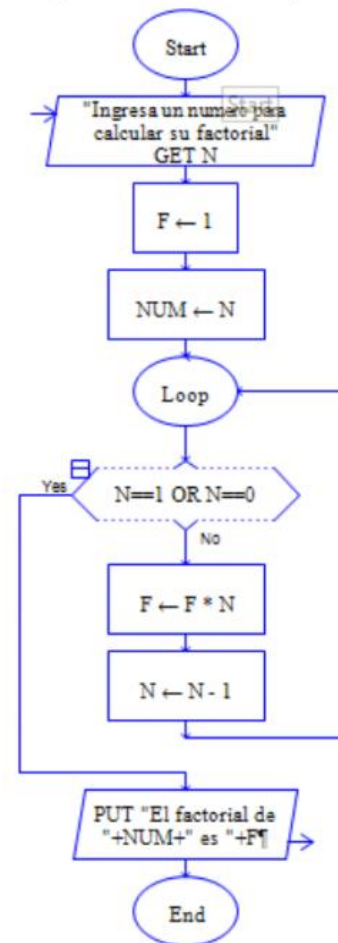 Start
"Ingresa un numero para
Start
calcular su factorial"
GET N
F ← 1
NUM ← N
Loop
Yes
N==1 OR N==0
No
F ← F * N
N ← N - 1
PUT "El factorial de
"+NUM+" es "+F¶
End